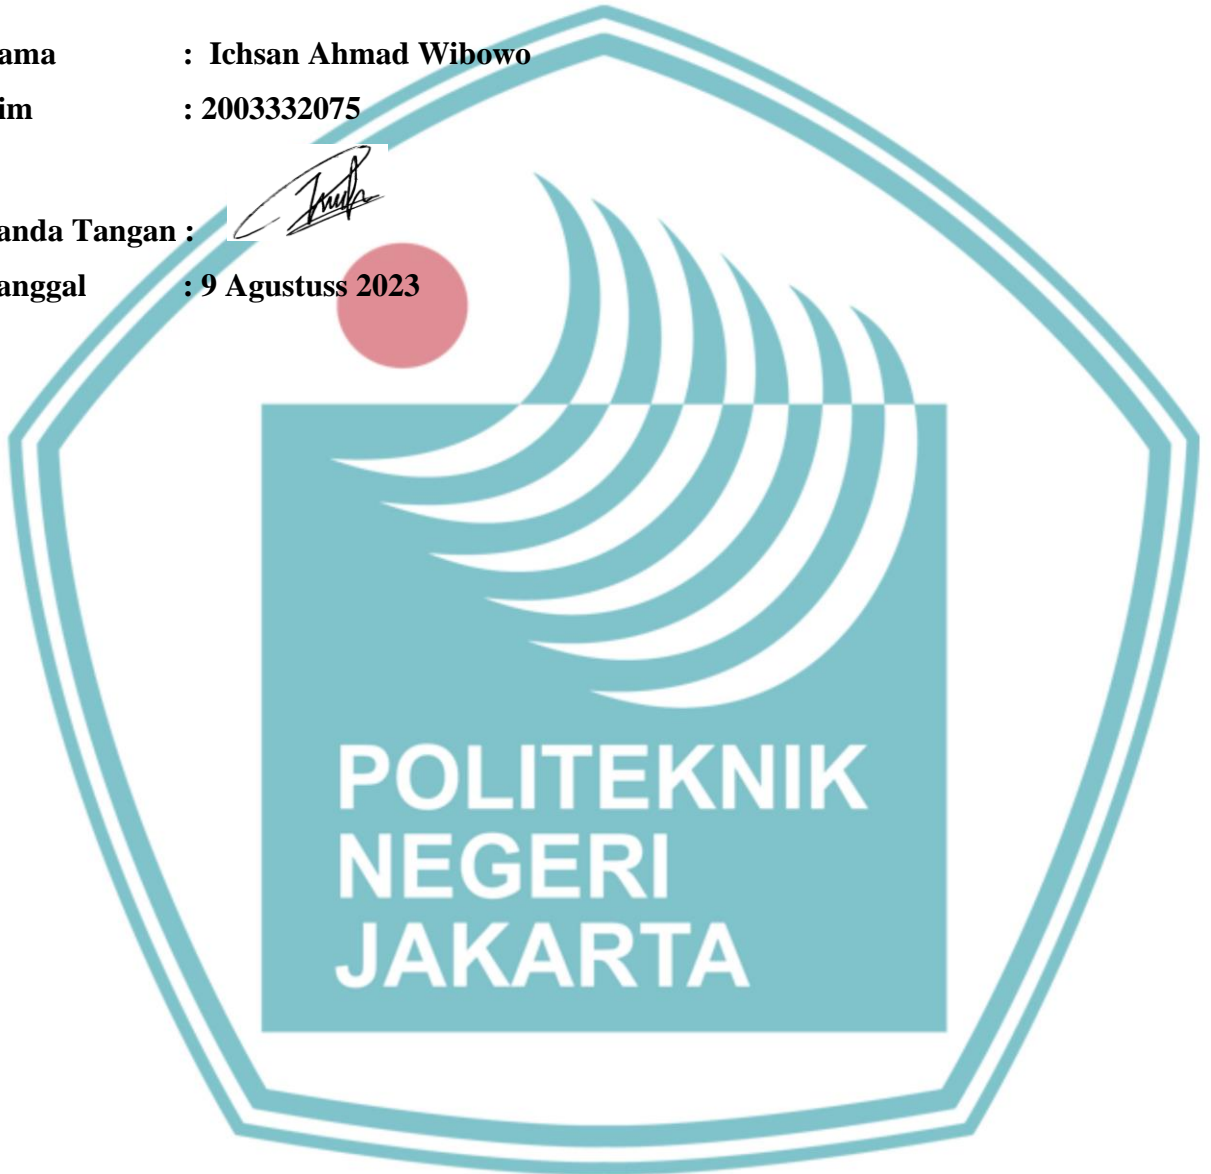 ama : Ichsan Ahmad Wibowo
im : 2003332075
anda Tangan :
anggal : 9 Agustuss 2023
POLITEKNIK
NEGERI
JAKARTA